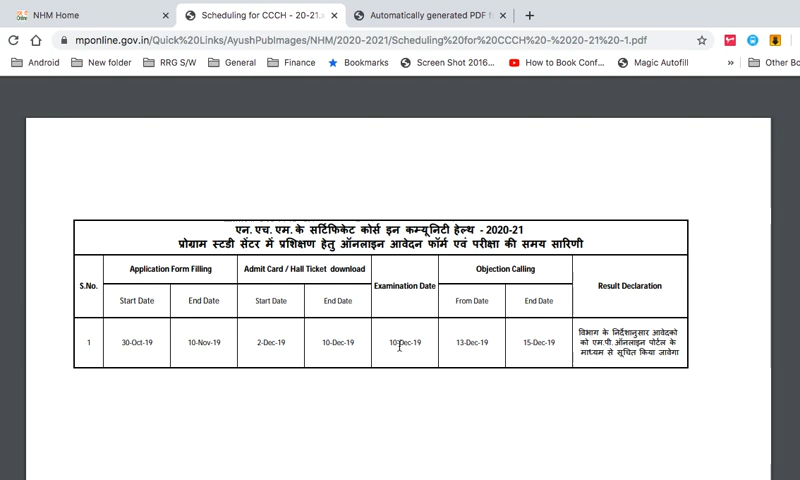 NHM Home
Scheduling for CCCH - 20-21.
Automatically generated PDF f
mponline.gov.in/Quick%20Links/AyushPubImages/NHM/2020-2021/Scheduling%20for%20CCCH%20-%2020-21%20-1.pdf
Android New folder RRG S/W General Finance Bookmarks Screen Shot 2016... How to Book Conf... Magic Autofill » Other Bo
एन. एच. एम. के सर्टिफिकेट कोर्स इन कम्यूनिटी हेल्थ - 2020-21
प्रोग्राम स्टडी सेंटर में प्रशिक्षण हेतु ऑनलाइन आवेदन फॉर्म एवं परीक्षा की समय सारिणी
S.No. Application Form Filling Admit Card / Hall Ticket download Examination Date Objection Calling Result Declaration
Start Date End Date Start Date End Date From Date End Date
1 30-Oct-19 10-Nov-19 2-Dec-19 10-Dec-19 10-Dec-19 13-Dec-19 15-Dec-19 विभाग के निर्देशानुसार आवेदको
को एम.पी.ऑनलाइन पोर्टल के
माध्यम से सूचित किया जावेगा